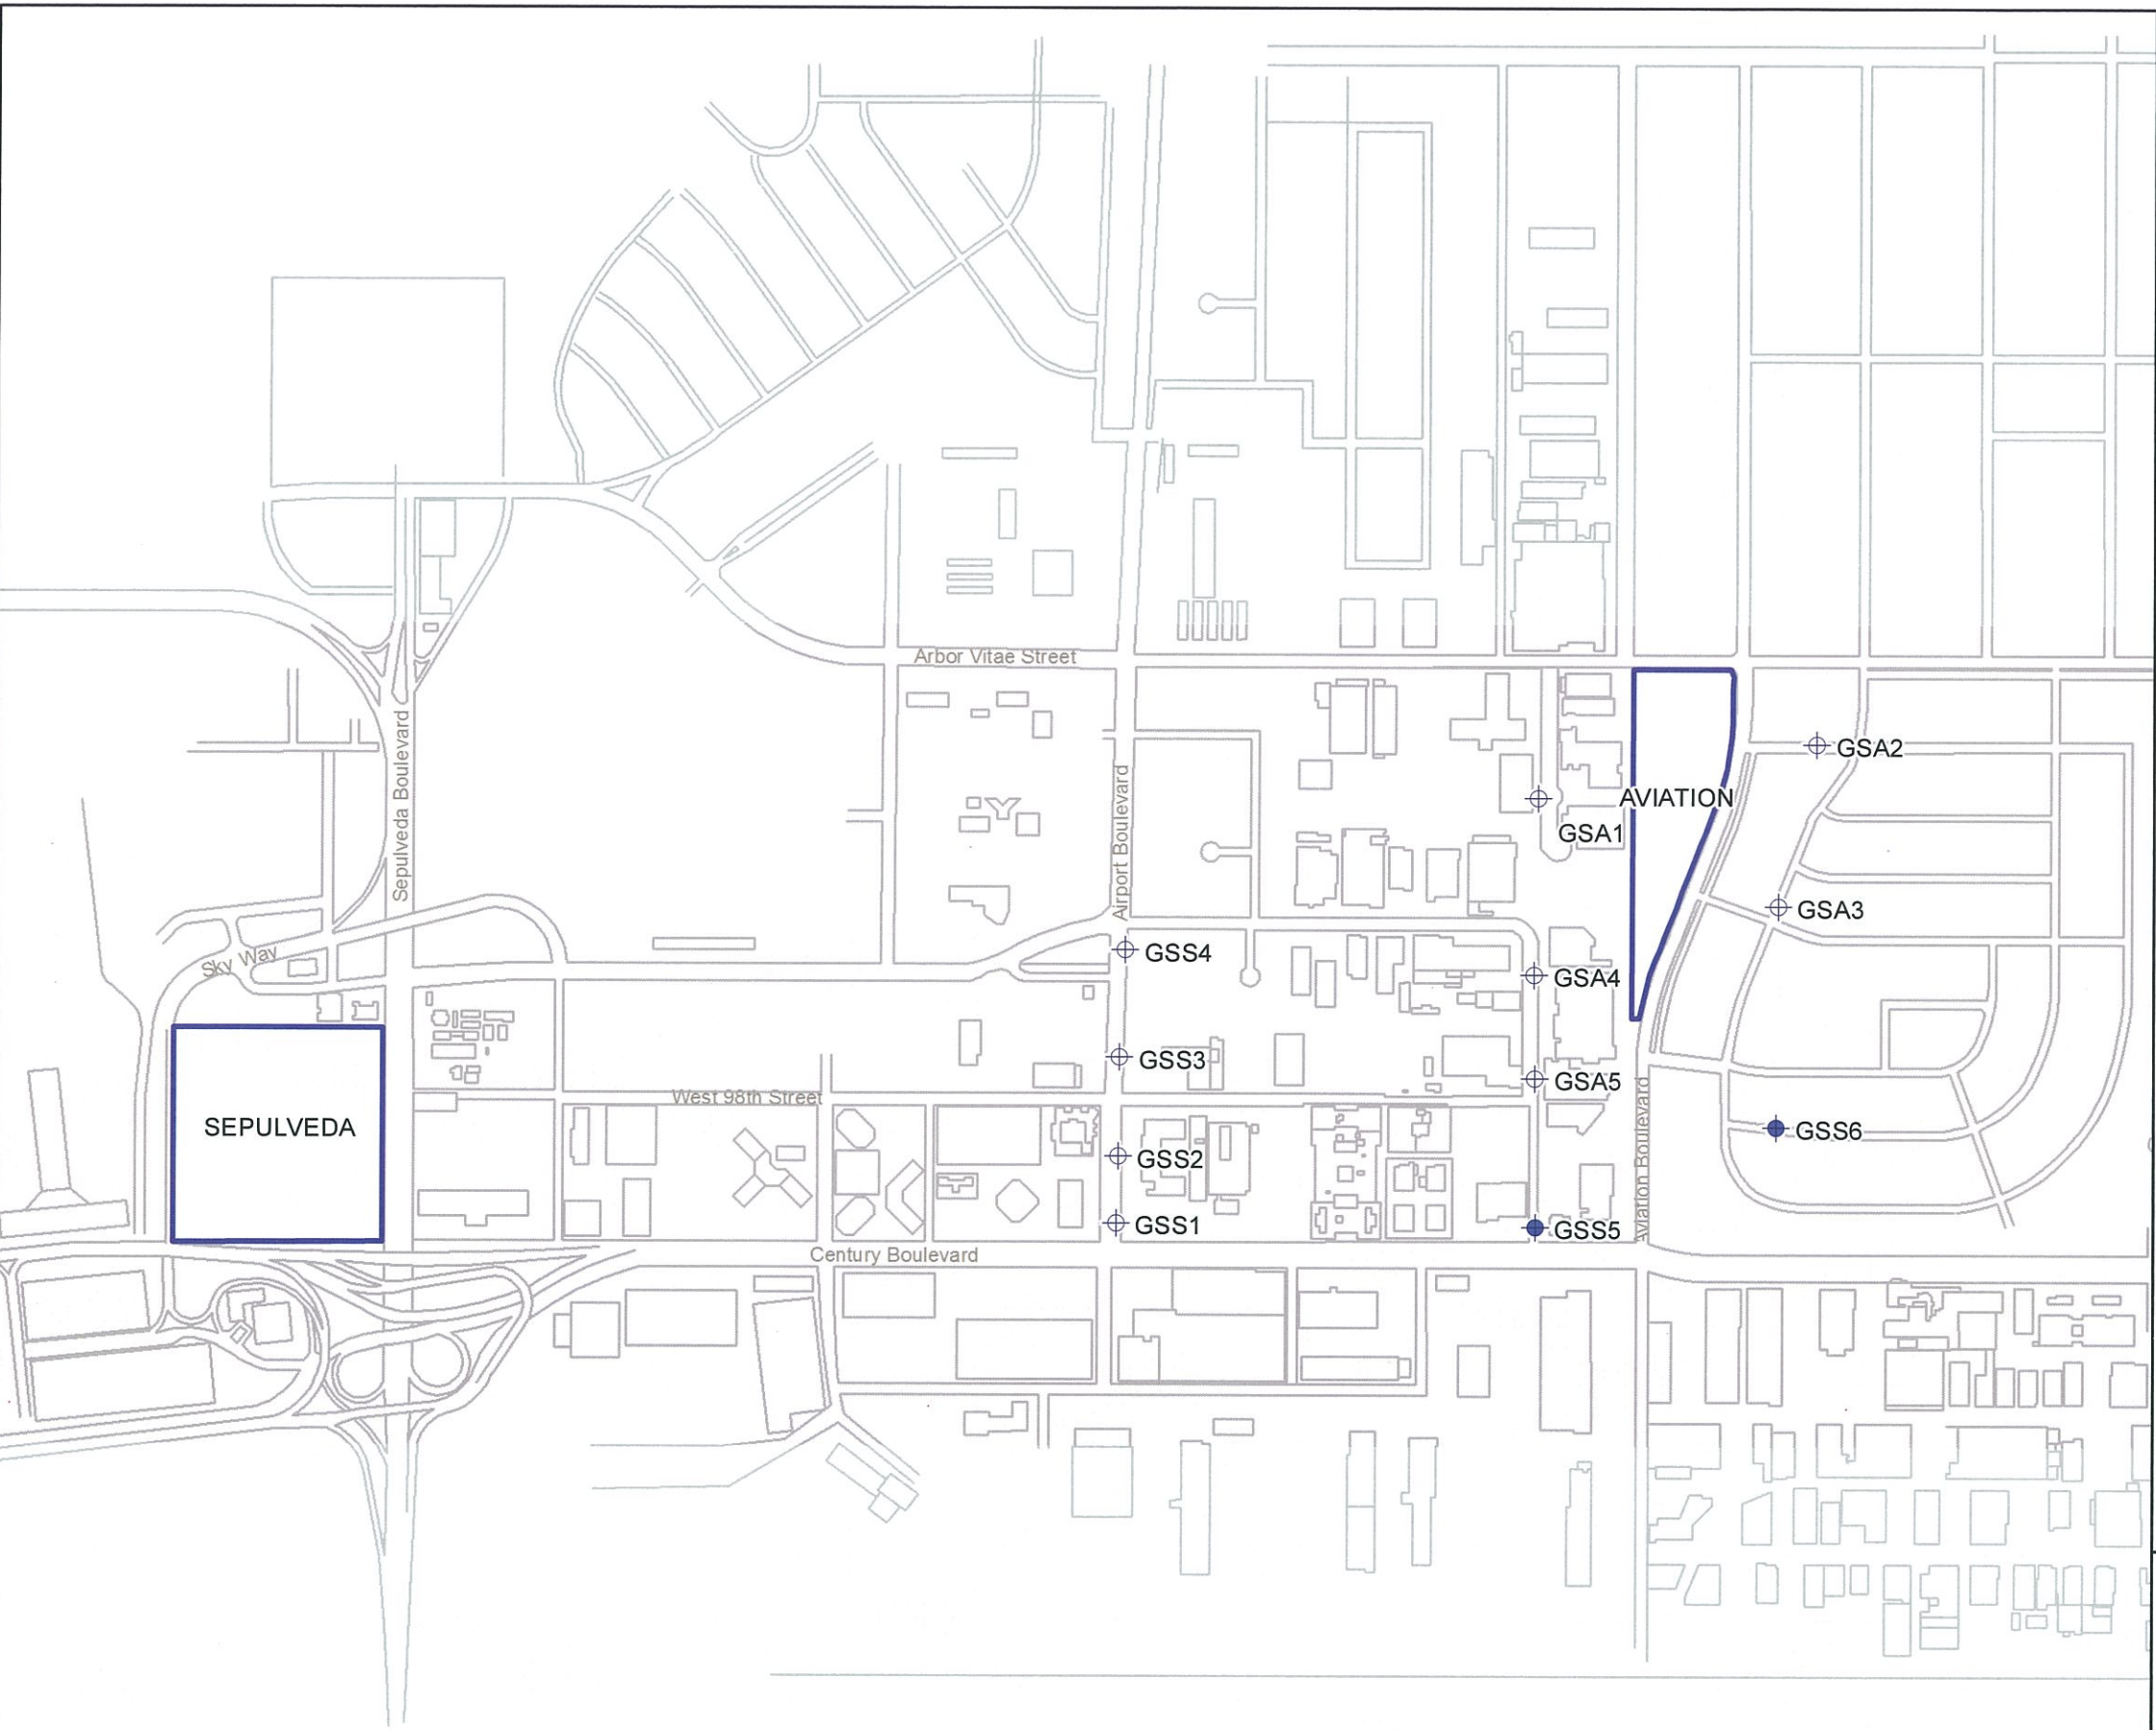 Arbor Vitae Street
Sepulveda Boulevard
Airport Boulevard
GSA2
AVIATION
GSA1
GSA3
Sky Way
GSS4
GSA4
GSS3
GSA5
West 98th Street
SEPULVEDA
Aviation Boulevard
GSS6
GSS2
GSS1
GSS5
Century Boulevard